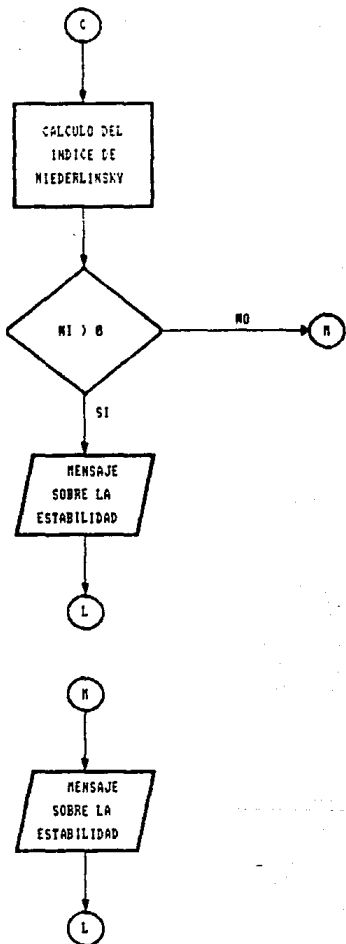 C
CALCULO DEL
INDICE DE
NIEDERLINSKY
NI > 0
NO
M
SI
MENSAJE
SOBRE LA
ESTABILIDAD
L
M
MENSAJE
SOBRE LA
ESTABILIDAD
L